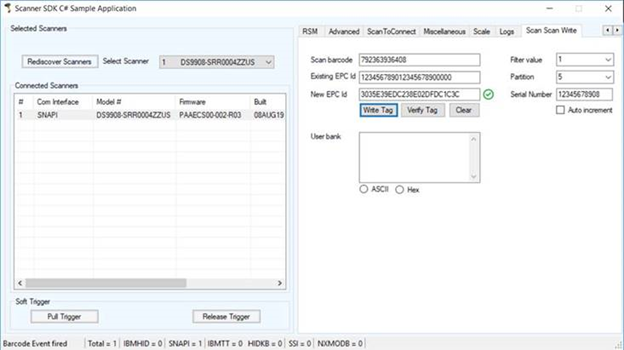 Scanner SDK C# Sample Application
Selected Scanners
Rediscover Scanners Select Scanner 1 DS9908-SRR0004ZZUS
Connected Scanners
# Com Interface Model # Firmware Built
1 SNAPI DS9908-SRR0004ZZUS PAAECS00-002-R03 08AUG19
Soft Trigger
Pull Trigger Release Trigger
RSM Advanced ScanToConnect Miscellaneous Scale Logs Scan Scan Write
Scan barcode 792363936408 Filter value 1
Existing EPC Id 12345678901234567890000 Partition 5
New EPC Id 3035E39EDC238E02DFDC1C3C Serial Number 12345678908
Write Tag Verify Tag Clear Auto increment
User bank
ASCII Hex
Barcode Event fired Total = 1 IBMHID = 0 SNAPI = 1 IBMTT = 0 HIDKB = 0 SSI = 0 NXMODB = 0